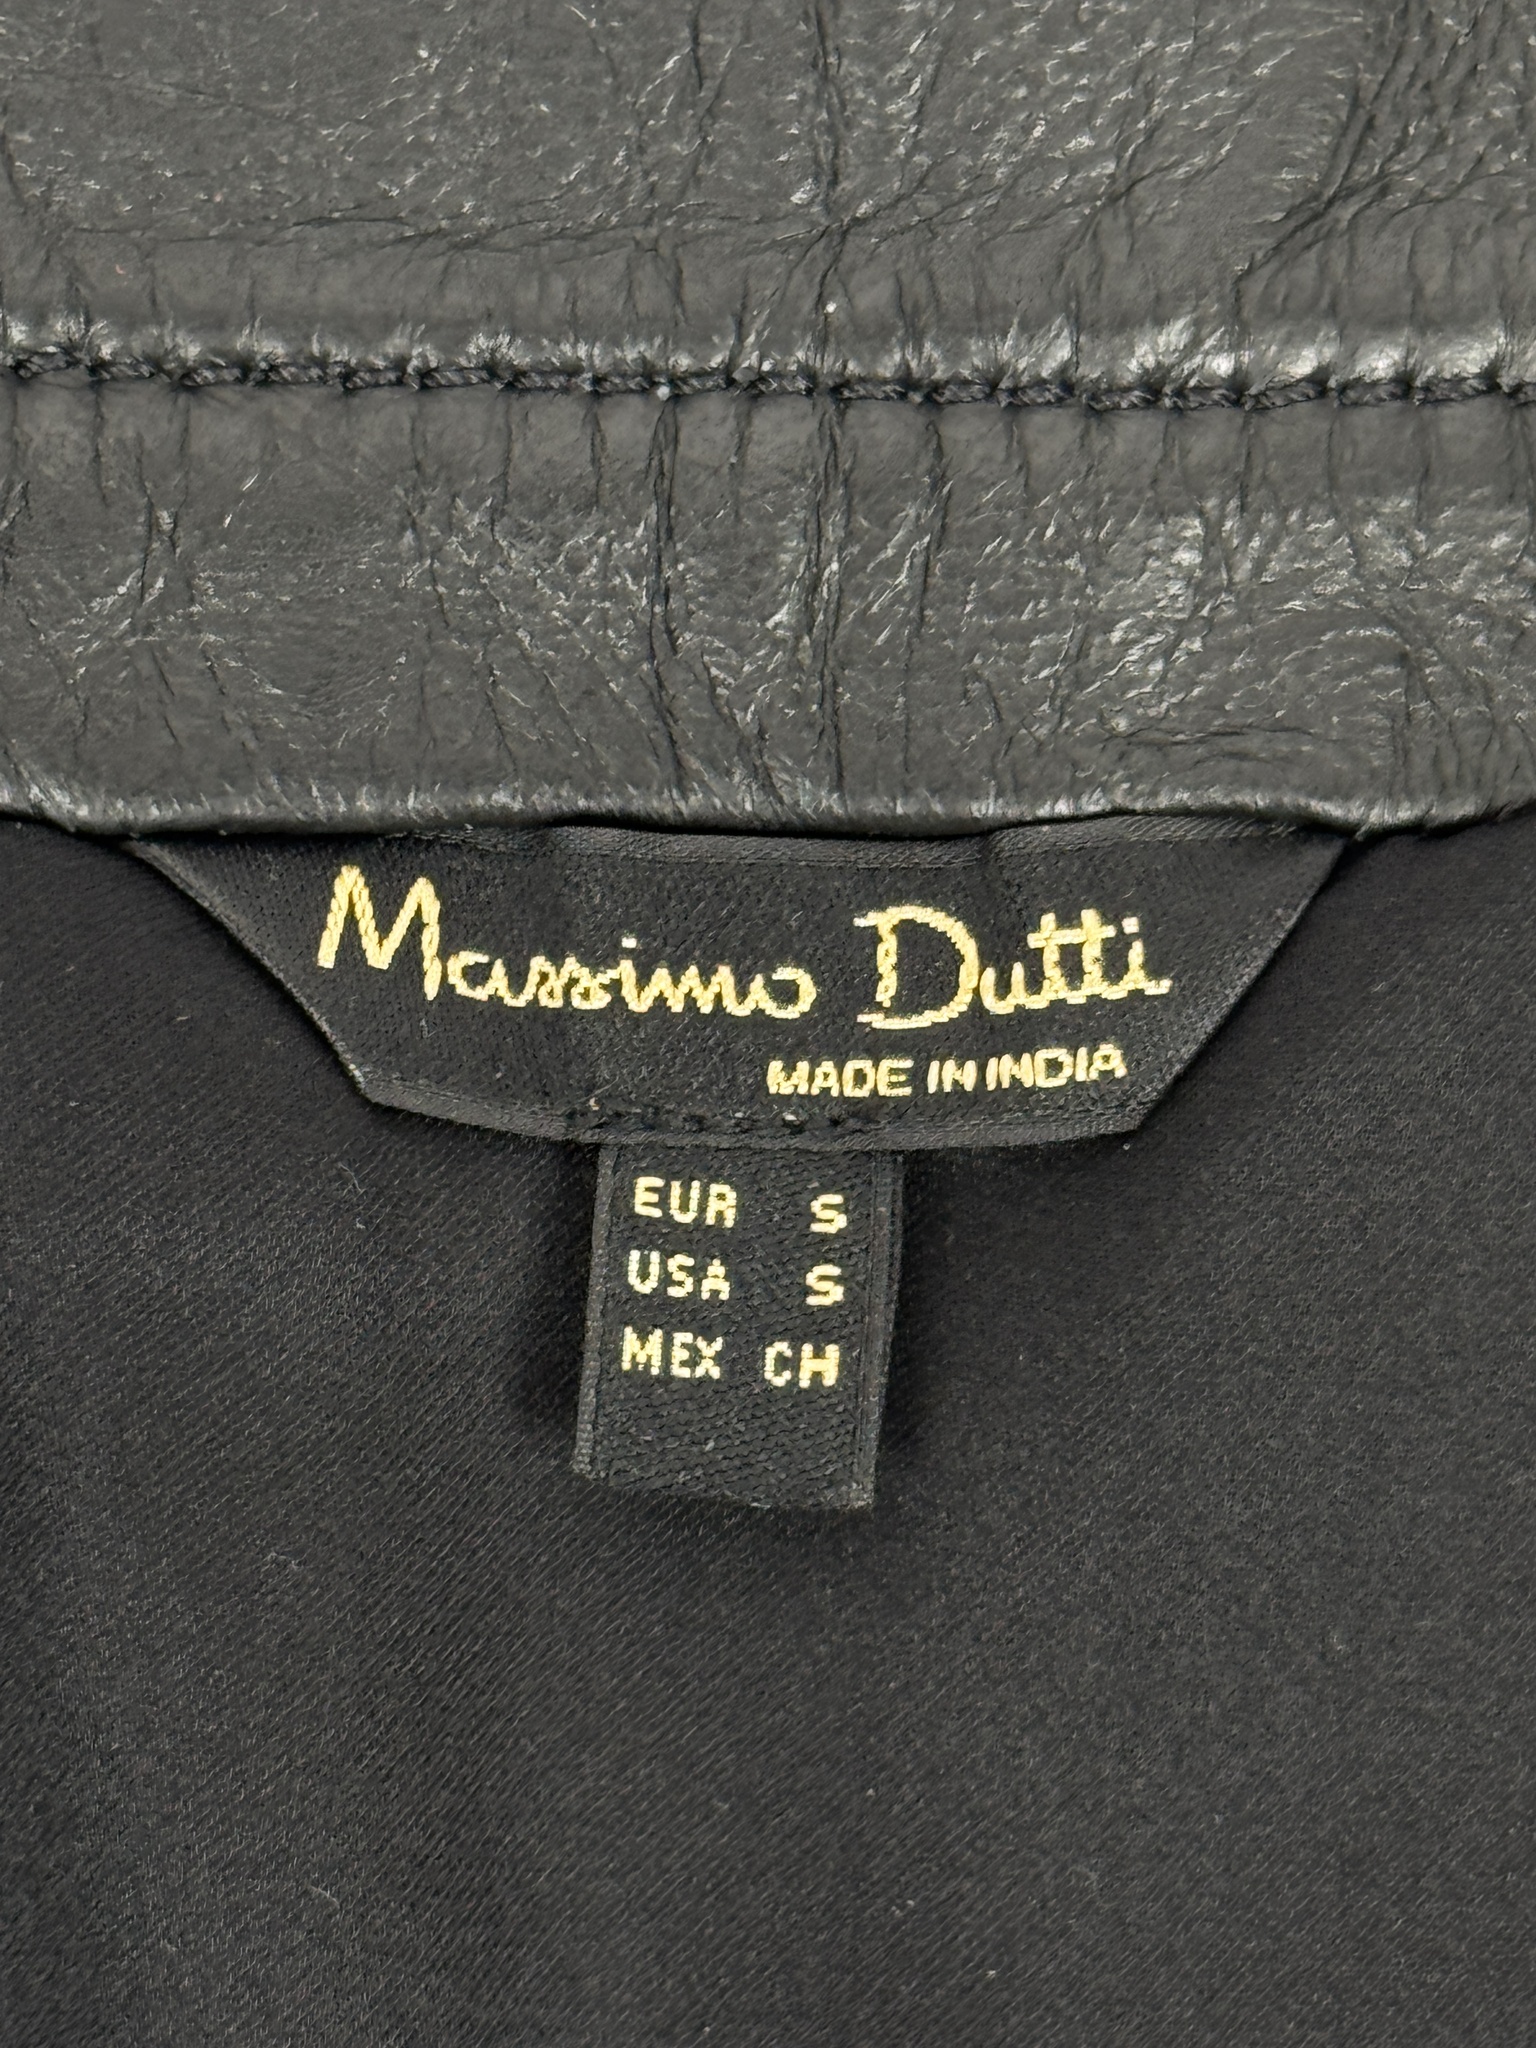 Massimo Dutti
MADE IN INDIA
EUR S
USA S
MEX CH